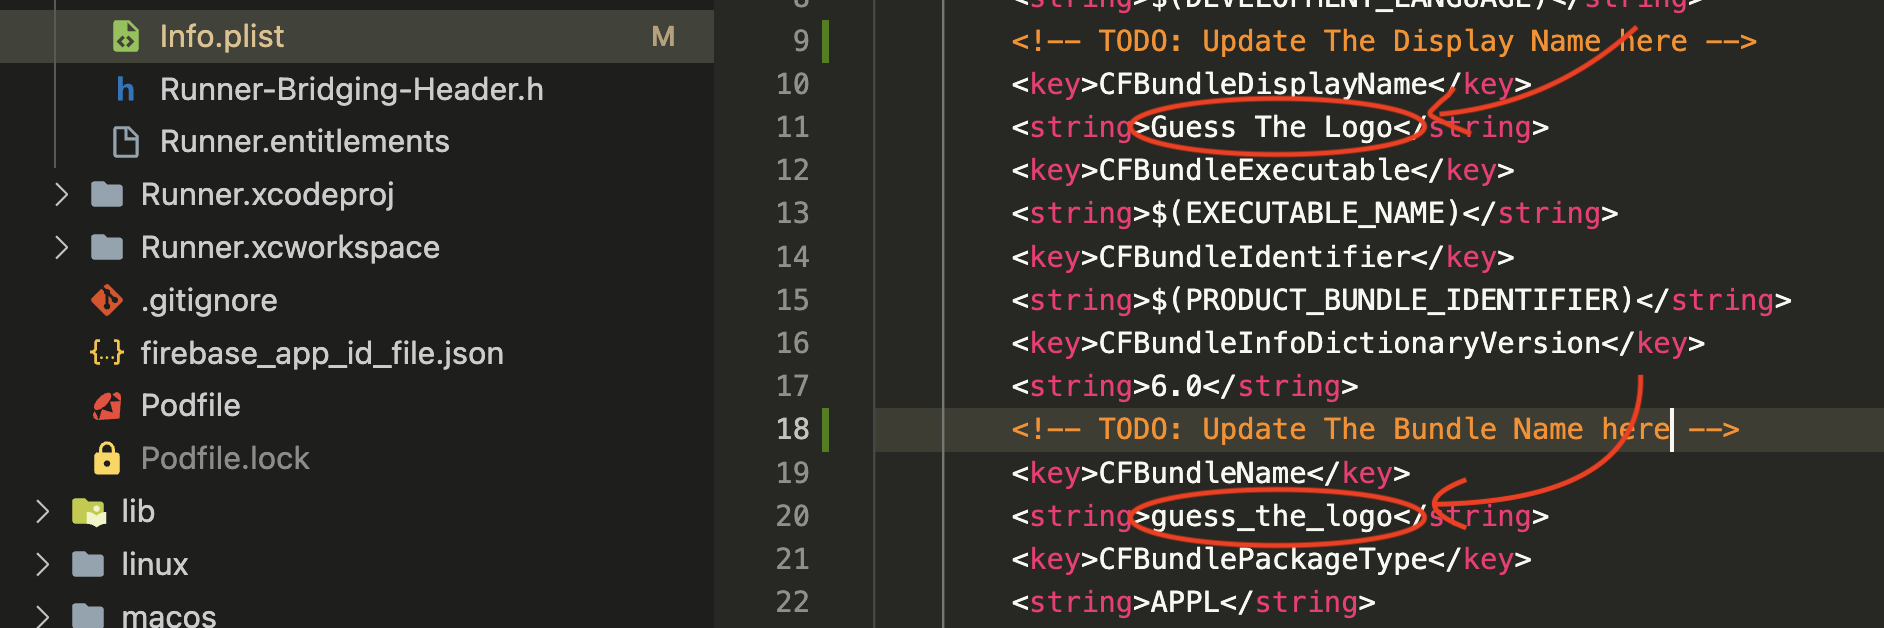 Info.plist M
Runner-Bridging-Header.h
Runner.entitlements
Runner.xcodeproj
Runner.xcworkspace
.gitignore
firebase_app_id_file.json
Podfile
Podfile.lock
lib
linux
macos
8 <string>$(DEVELOPMENT_LANGUAGE)</string>
9 <!-- TODO: Update The Display Name here -->
10 <key>CFBundleDisplayName</key>
11 <string>Guess The Logo</string>
12 <key>CFBundleExecutable</key>
13 <string>$(EXECUTABLE_NAME)</string>
14 <key>CFBundleIdentifier</key>
15 <string>$(PRODUCT_BUNDLE_IDENTIFIER)</string>
16 <key>CFBundleInfoDictionaryVersion</key>
17 <string>6.0</string>
18 <!-- TODO: Update The Bundle Name here -->
19 <key>CFBundleName</key>
20 <string>guess_the_logo</string>
21 <key>CFBundlePackageType</key>
22 <string>APPL</string>